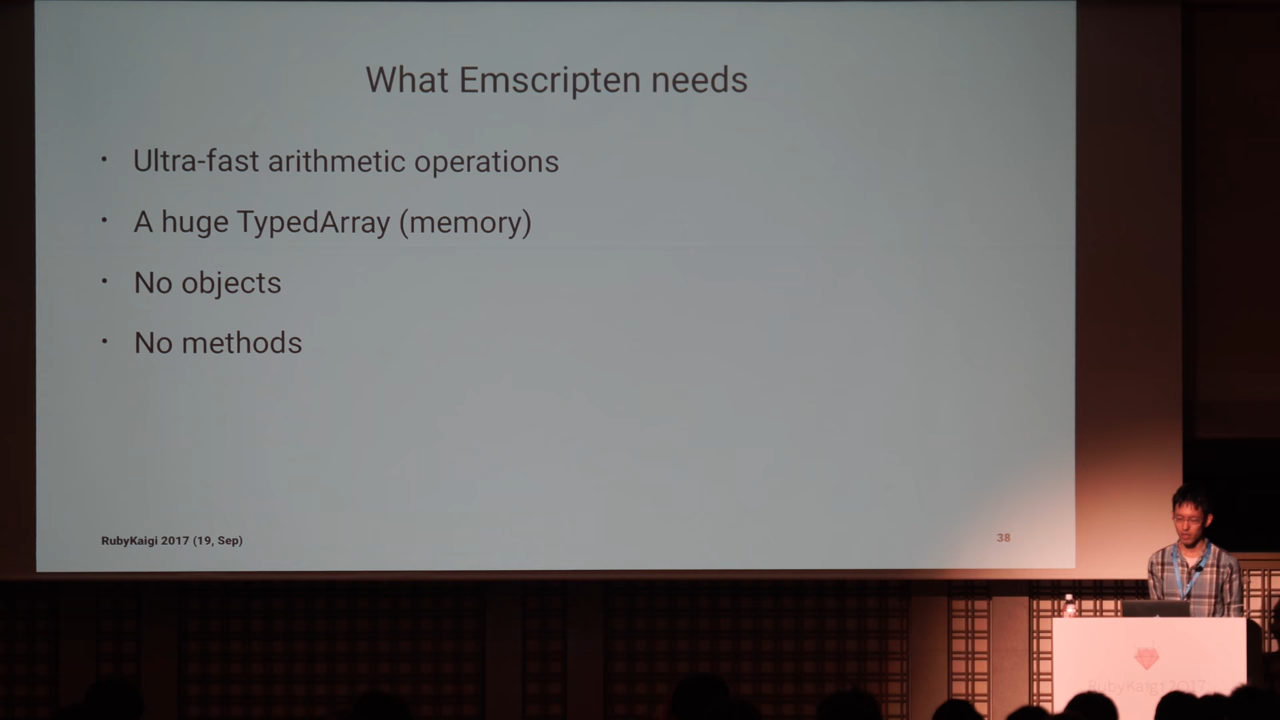 What Emscripten needs
• Ultra-fast arithmetic operations
• A huge TypedArray (memory)
• No objects
• No methods
RubyKaigi 2017 (19, Sep)
38
RubyKaigi2017